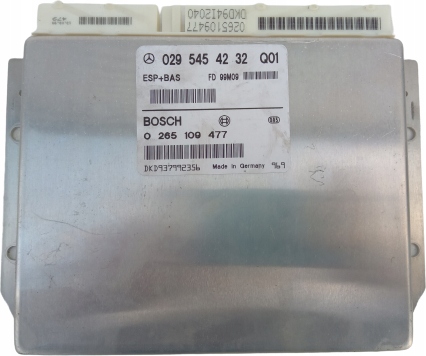 DKD94I2040
0265109477
029 545 42 32 Q01
ESP+BAS FD 99M09
BOSCH
0 265 109 477
DKD937992356 Made in Germany